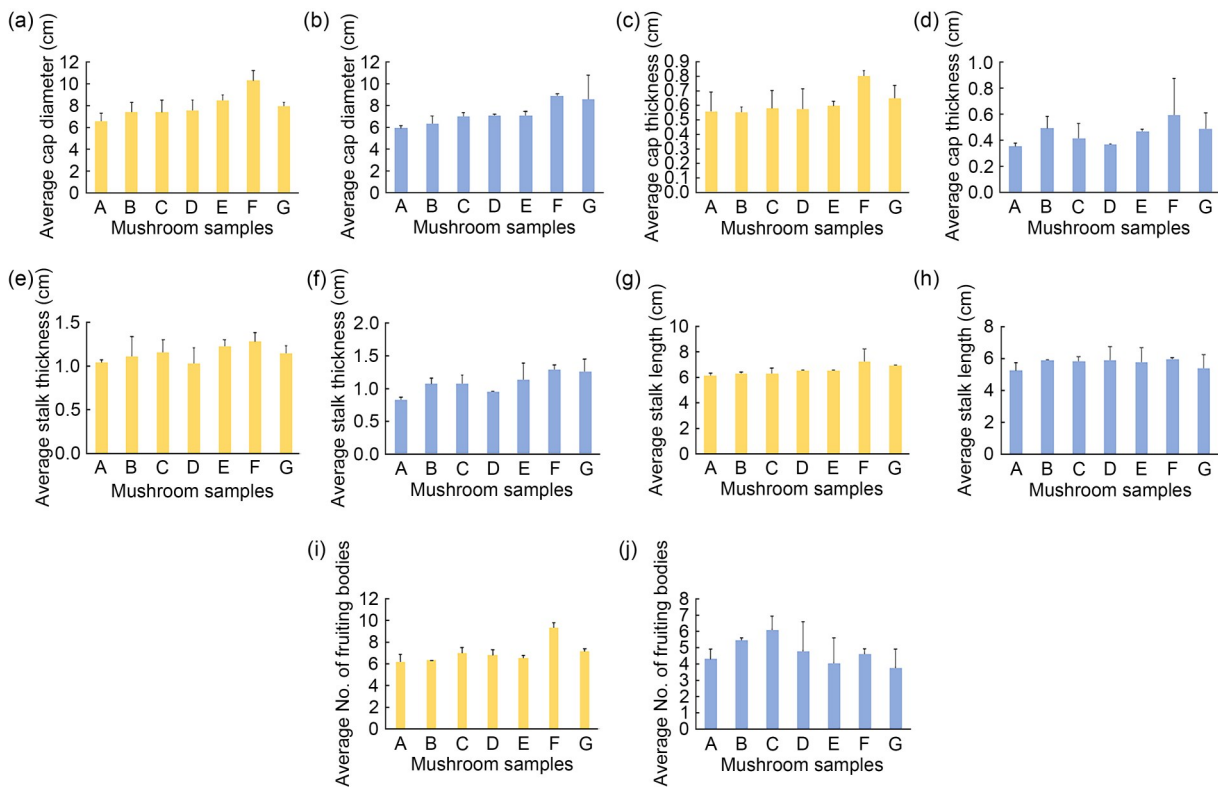 (a)
Average cap diameter (cm)
14
12
10
8
6
4
2
0
A B C D E F G
Mushroom samples
(b)
Average cap diameter (cm)
14
12
10
8
6
4
2
0
A B C D E F G
Mushroom samples
(c)
Average cap thickness (cm)
0.9
0.8
0.7
0.6
0.5
0.4
0.3
0.2
0.1
0.0
A B C D E F G
Mushroom samples
(d)
Average cap thickness (cm)
1.0
0.8
0.6
0.4
0.2
0.0
A B C D E F G
Mushroom samples
(e)
Average stalk thickness (cm)
1.5
1.0
0.5
0.0
A B C D E F G
Mushroom samples
(f)
Average stalk thickness (cm)
2.0
1.5
1.0
0.5
0.0
A B C D E F G
Mushroom samples
(g)
Average stalk length (cm)
10
8
6
4
2
0
A B C D E F G
Mushroom samples
(h)
Average stalk length (cm)
8
6
4
2
0
A B C D E F G
Mushroom samples
(i)
Average No. of fruiting bodies
12
10
8
6
4
2
0
A B C D E F G
Mushroom samples
(j)
Average No. of fruiting bodies
8
7
6
5
4
3
2
1
0
A B C D E F G
Mushroom samples